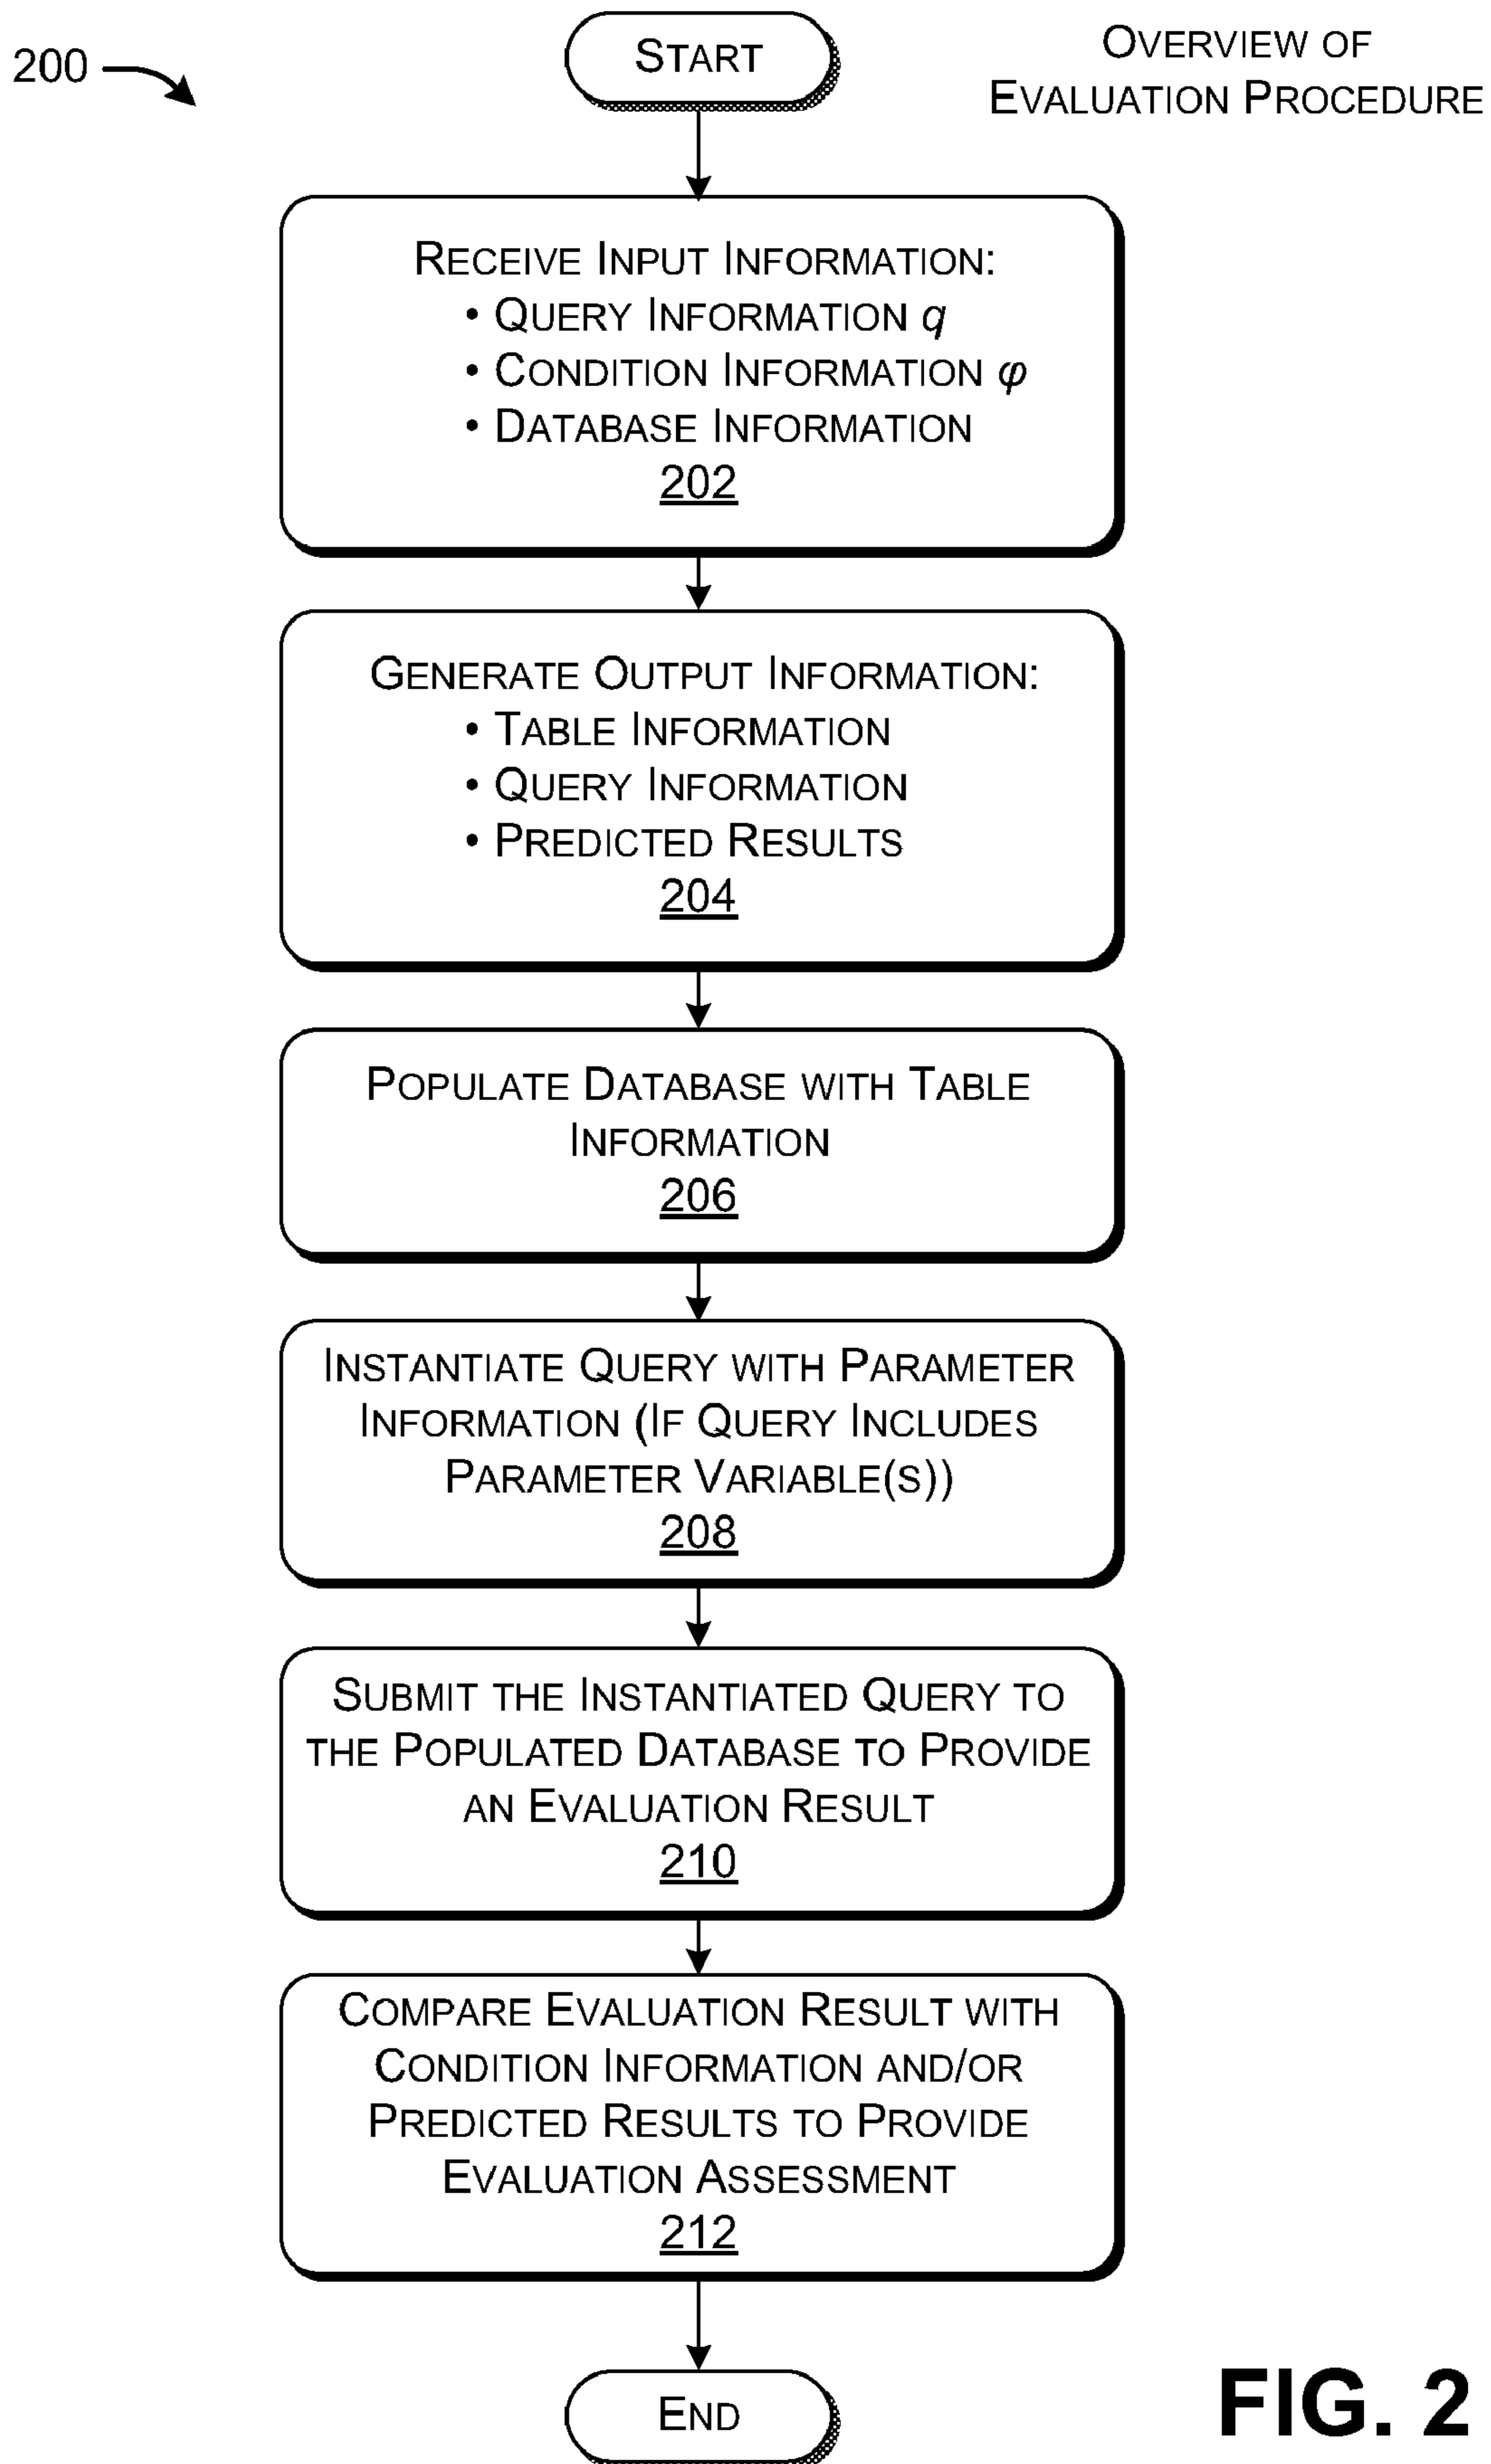 200
START
OVERVIEW OF
EVALUATION PROCEDURE
RECEIVE INPUT INFORMATION:
• QUERY INFORMATION q
• CONDITION INFORMATION φ
• DATABASE INFORMATION
202
GENERATE OUTPUT INFORMATION:
• TABLE INFORMATION
• QUERY INFORMATION
• PREDICTED RESULTS
204
POPULATE DATABASE WITH TABLE
INFORMATION
206
INSTANTIATE QUERY WITH PARAMETER
INFORMATION (IF QUERY INCLUDES
PARAMETER VARIABLE(S))
208
SUBMIT THE INSTANTIATED QUERY TO
THE POPULATED DATABASE TO PROVIDE
AN EVALUATION RESULT
210
COMPARE EVALUATION RESULT WITH
CONDITION INFORMATION AND/OR
PREDICTED RESULTS TO PROVIDE
EVALUATION ASSESSMENT
212
END
FIG. 2